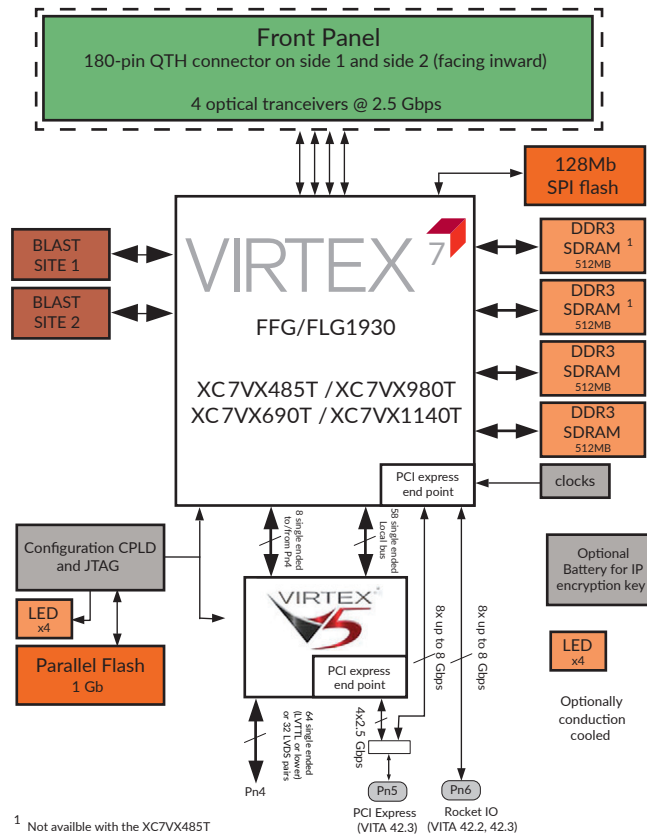 Front Panel
180-pin QTH connector on side 1 and side 2 (facing inward)
4 optical tranceivers @ 2.5 Gbps
128Mb
SPI flash
BLAST
SITE 1
BLAST
SITE 2
VIRTEX 7
FFG/FLG1930
XC7VX485T / XC7VX980T
XC7VX690T / XC7VX1140T
DDR3
SDRAM 1
512MB
DDR3
SDRAM 1
512MB
DDR3
SDRAM
512MB
DDR3
SDRAM
512MB
PCI express
end point
clocks
8 single ended
to/from Pn4
58 single ended
Local bus
Configuration CPLD
and JTAG
LED
x4
Parallel Flash
1 Gb
VIRTEX
5
PCI express
end point
8x up to 8 Gbps
8x up to 8 Gbps
Optional
Battery for IP
encryption key
LED
x4
Optionally
conduction
cooled
64 single ended
(LVTTL or lower)
or 32 LVDS pairs
4x2.5 Gbps
Pn4
Pn5
Pn6
PCI Express
(VITA 42.3)
Rocket IO
(VITA 42.2, 42.3)
1 Not availble with the XC7VX485T